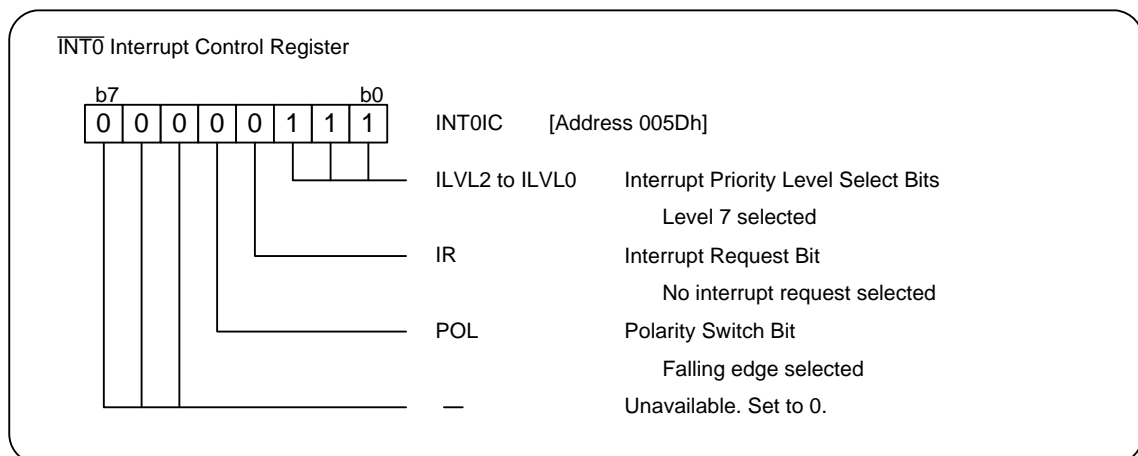 INT0 Interrupt Control Register
b7 b0
0 0 0 0 0 1 1 1 INT0IC [Address 005Dh]
ILVL2 to ILVL0 Interrupt Priority Level Select Bits
Level 7 selected
IR Interrupt Request Bit
No interrupt request selected
POL Polarity Switch Bit
Falling edge selected
— Unavailable. Set to 0.